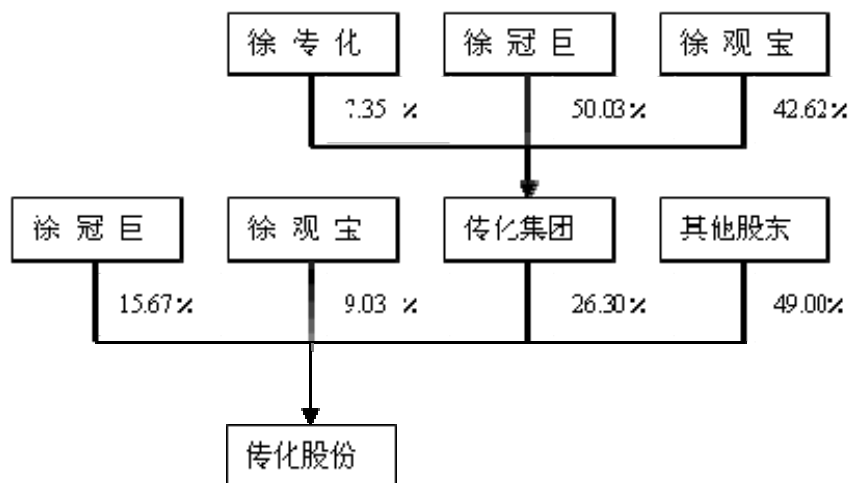 徐传化 徐冠巨 徐观宝
7.35 % 50.03% 42.62%
徐冠巨 徐观宝 传化集团 其他股东
15.67% 9.03 % 26.30% 49.00%
传化股份